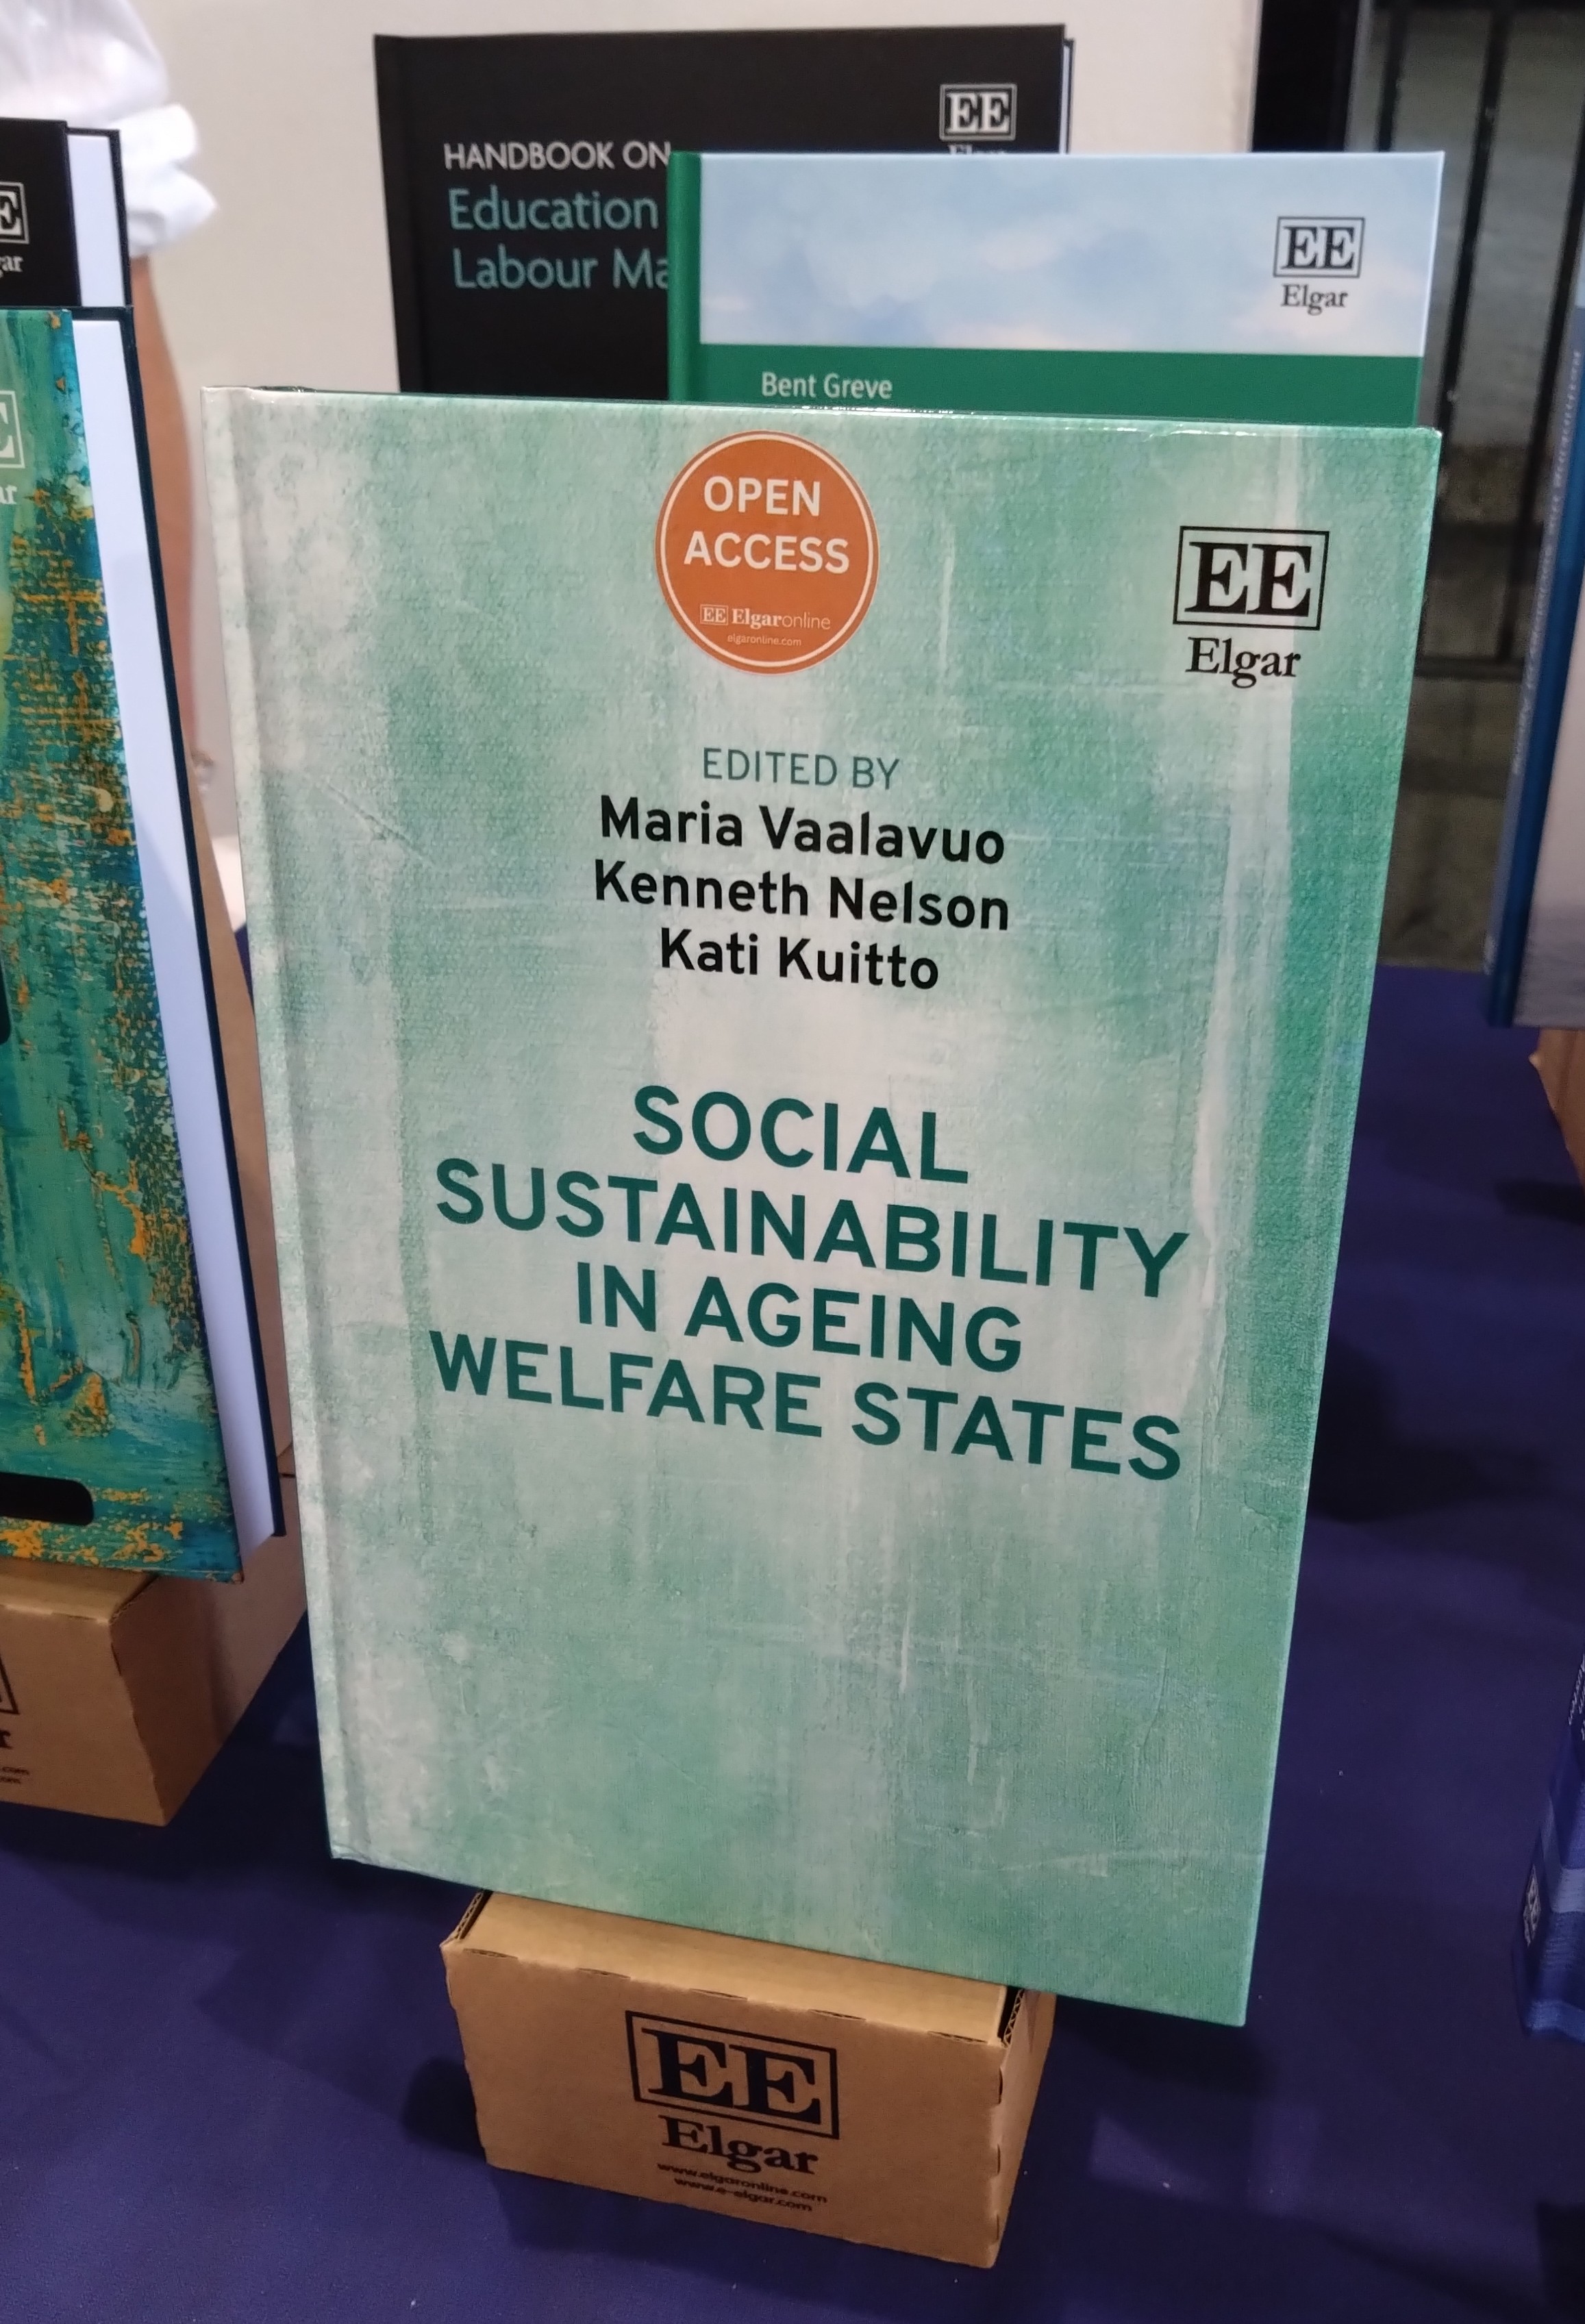 HANDBOOK ON
Education
Labour Ma
EE
EE
Elgar
Bent Greve
OPEN
ACCESS
EE Elgaronline
elgaronline.com
EE
Elgar
EDITED BY
Maria Vaalavuo
Kenneth Nelson
Kati Kuitto
SOCIAL
SUSTAINABILITY
IN AGEING
WELFARE STATES
EE
Elgar
www.elgaronline.com
www.e-elgar.com